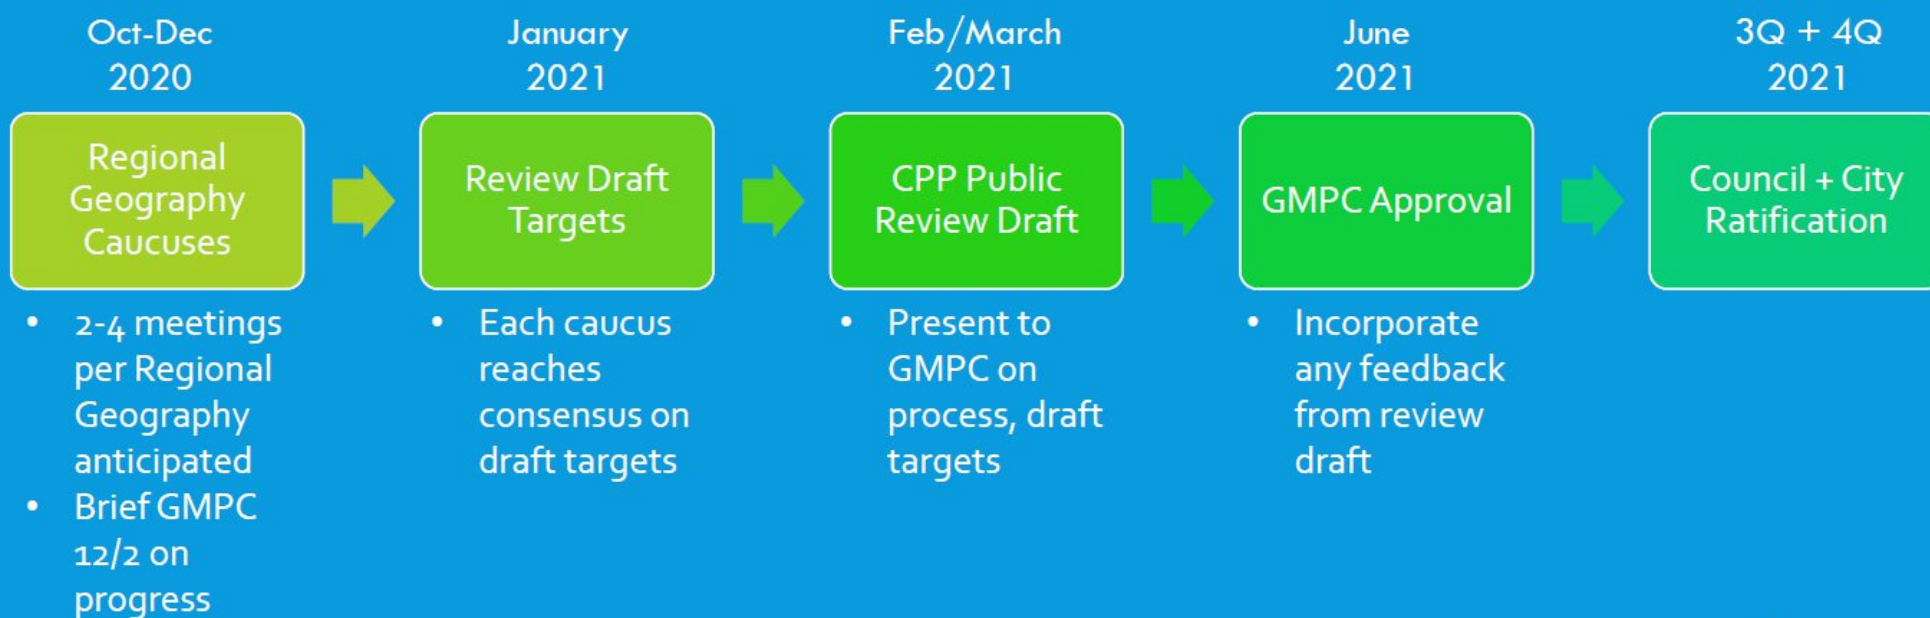 Oct-Dec
2020
Regional
Geography
Caucuses
• 2-4 meetings
per Regional
Geography
anticipated
• Brief GMPC
12/2 on
progress
January
2021
Review Draft
Targets
• Each caucus
reaches
consensus on
draft targets
Feb/March
2021
CPP Public
Review Draft
• Present to
GMPC on
process, draft
targets
June
2021
GMPC Approval
• Incorporate
any feedback
from review
draft
3Q + 4Q
2021
Council + City
Ratification